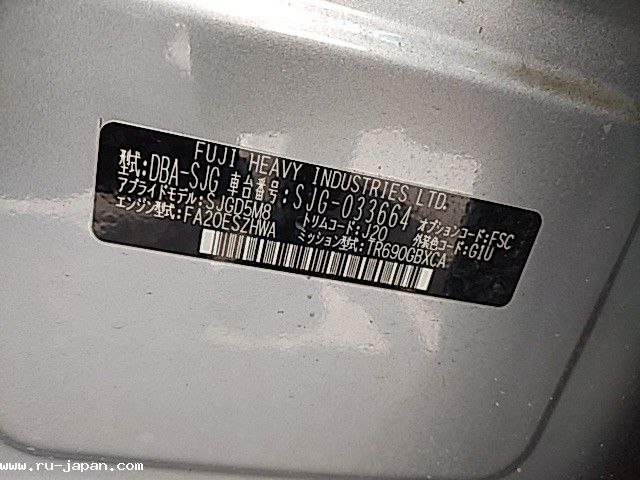 FUJI HEAVY INDUSTRIES LTD.
型式:DBA-SJG 車台番号:SJG-033664
アプライドモデル:SJGD5M8 オプションコード:FSC
エンジン型式:FA20ESZHWA トリムコード:J20 外装色コード:G1U
ミッション型式:TR690GBXCA
www.ru-japan.com